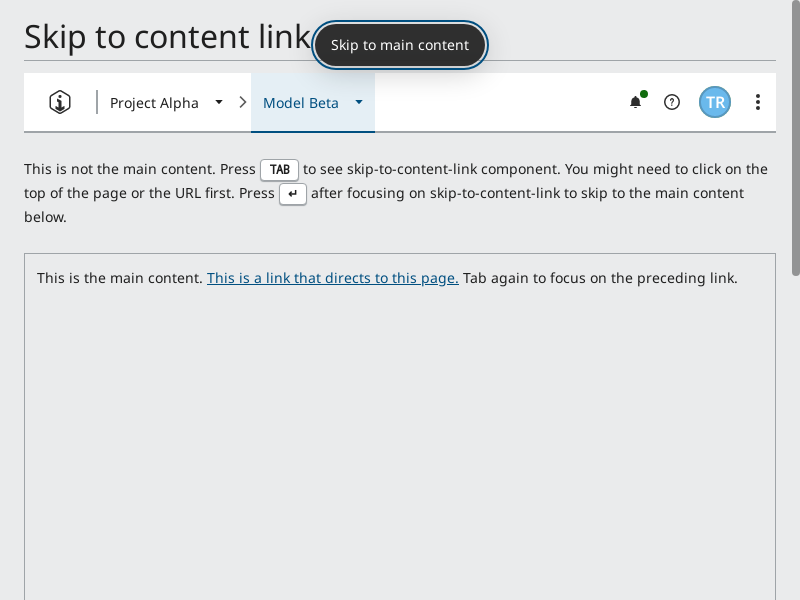 Skip to content link
Skip to main content
Project Alpha
Model Beta
TR
This is not the main content. Press TAB to see skip-to-content-link component. You might need to click on the
top of the page or the URL first. Press ↵ after focusing on skip-to-content-link to skip to the main content
below.
This is the main content. This is a link that directs to this page. Tab again to focus on the preceding link.